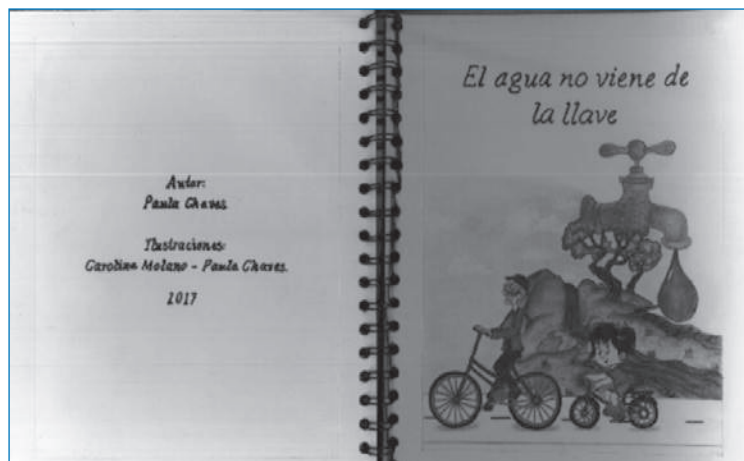 Autor:
Paula Chaves
Ilustraciones:
Carolina Molano - Paula Chaves.
2017
El agua no viene de
la llave